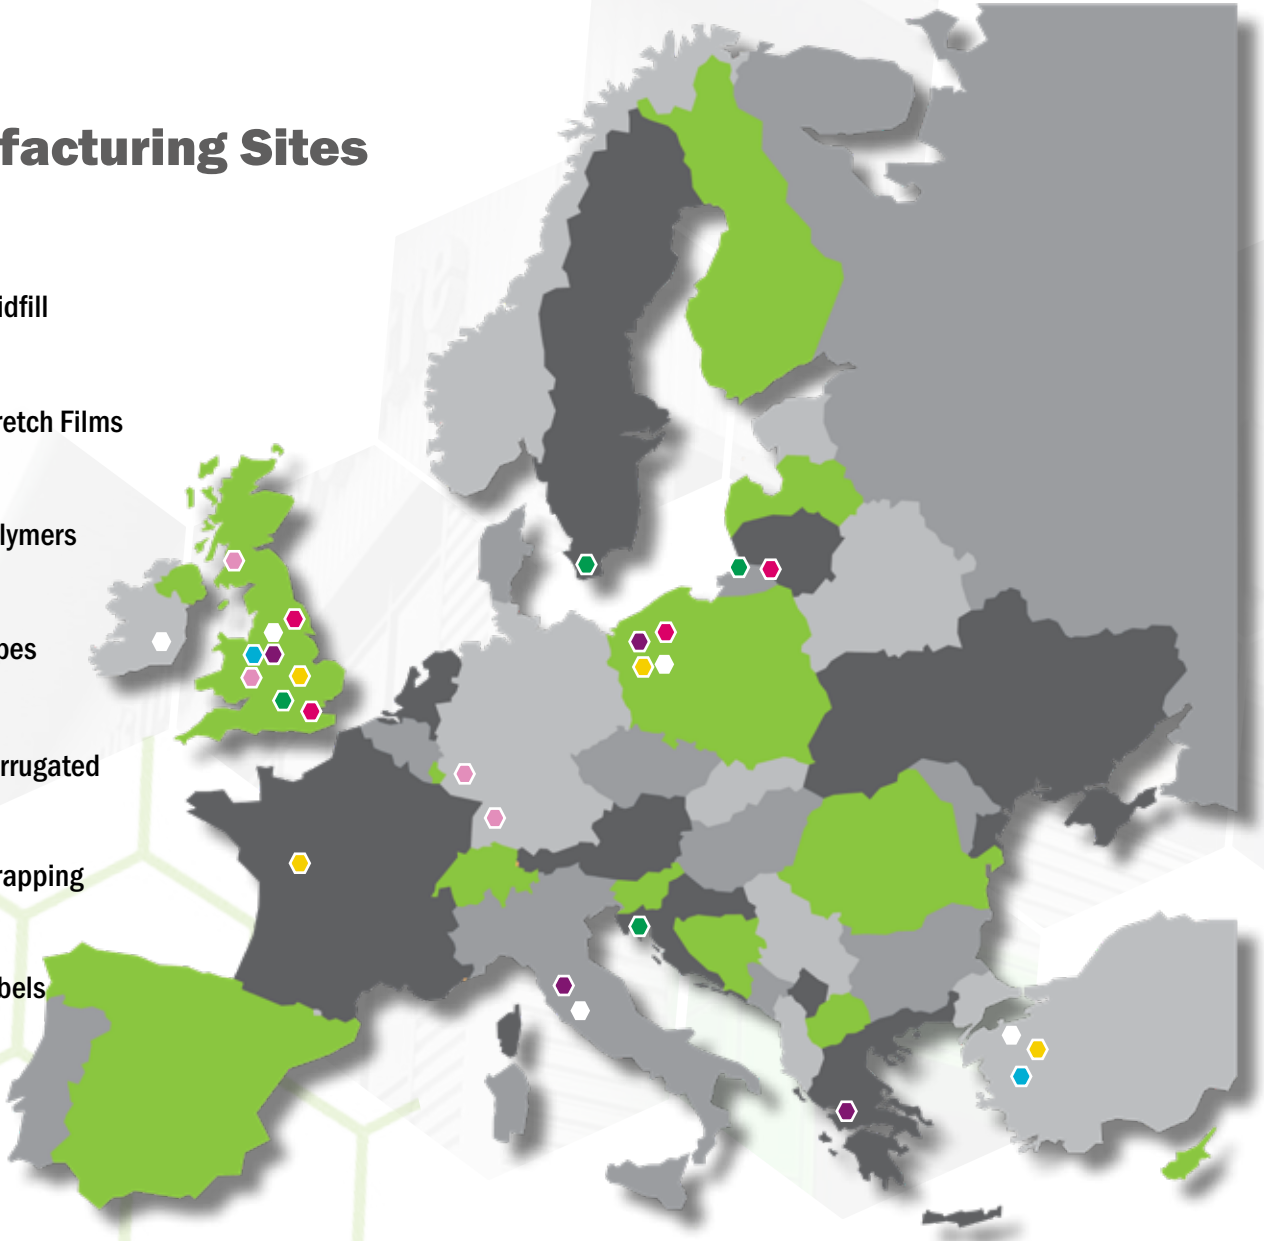 facturing Sites
idfill
retch Films
lymers
pes
rrugated
rapping
bels